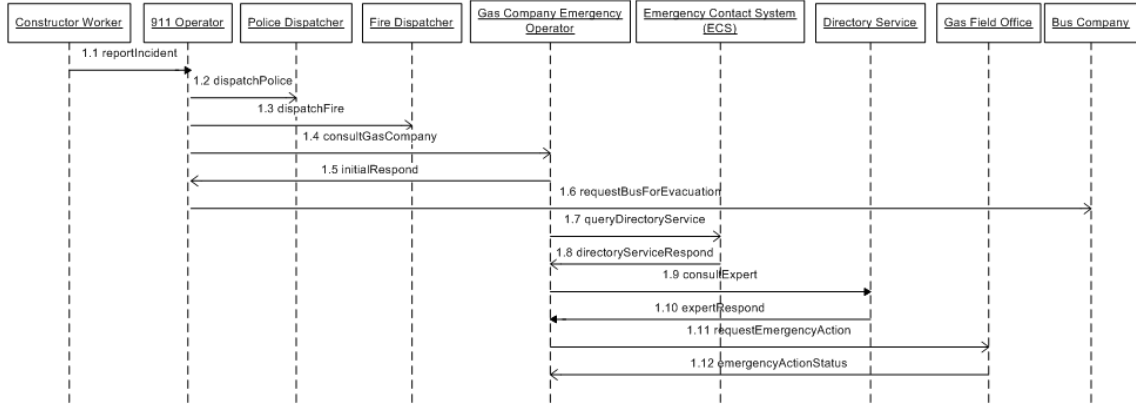 Constructor Worker
911 Operator
Police Dispatcher
Fire Dispatcher
Gas Company Emergency
Operator
Emergency Contact System
(ECS)
Directory Service
Gas Field Office
Bus Company
1.1 reportIncident
1.2 dispatchPolice
1.3 dispatchFire
1.4 consultGasCompany
1.5 initialRespond
1.6 requestBusForEvacuation
1.7 queryDirectoryService
1.8 directoryServiceRespond
1.9 consultExpert
1.10 expertRespond
1.11 requestEmergencyAction
1.12 emergencyActionStatus